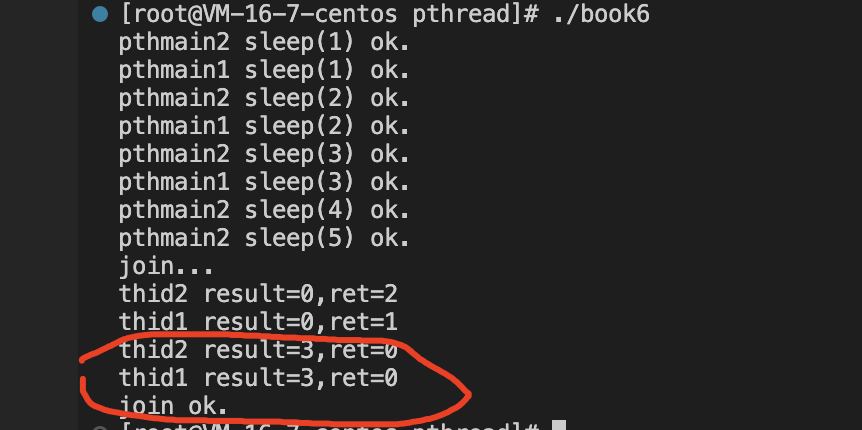 [root@VM-16-7-centos pthread]# ./book6
pthmain2 sleep(1) ok.
pthmain1 sleep(1) ok.
pthmain2 sleep(2) ok.
pthmain1 sleep(2) ok.
pthmain2 sleep(3) ok.
pthmain1 sleep(3) ok.
pthmain2 sleep(4) ok.
pthmain2 sleep(5) ok.
join...
thid2 result=0,ret=2
thid1 result=0,ret=1
thid2 result=3,ret=0
thid1 result=3,ret=0
join ok.
[root@VM-16-7-centos pthread]#